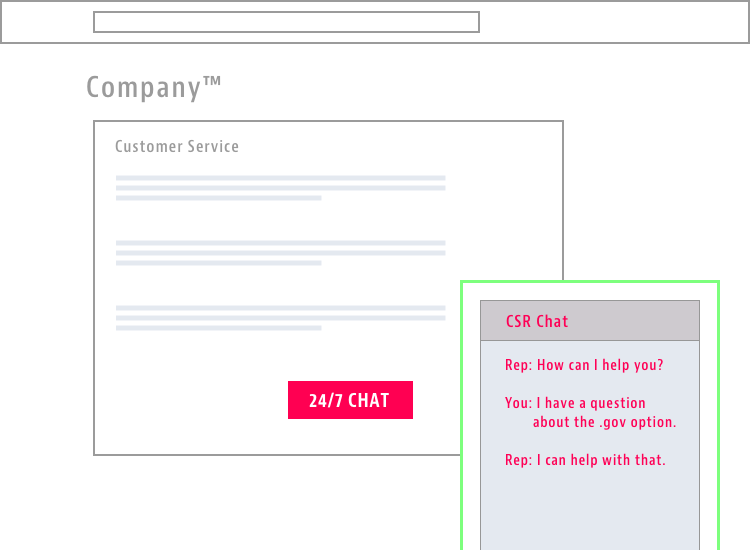 Company™
Customer Service
24/7 CHAT
CSR Chat
Rep: How can I help you?
You: I have a question
about the .gov option.
Rep: I can help with that.